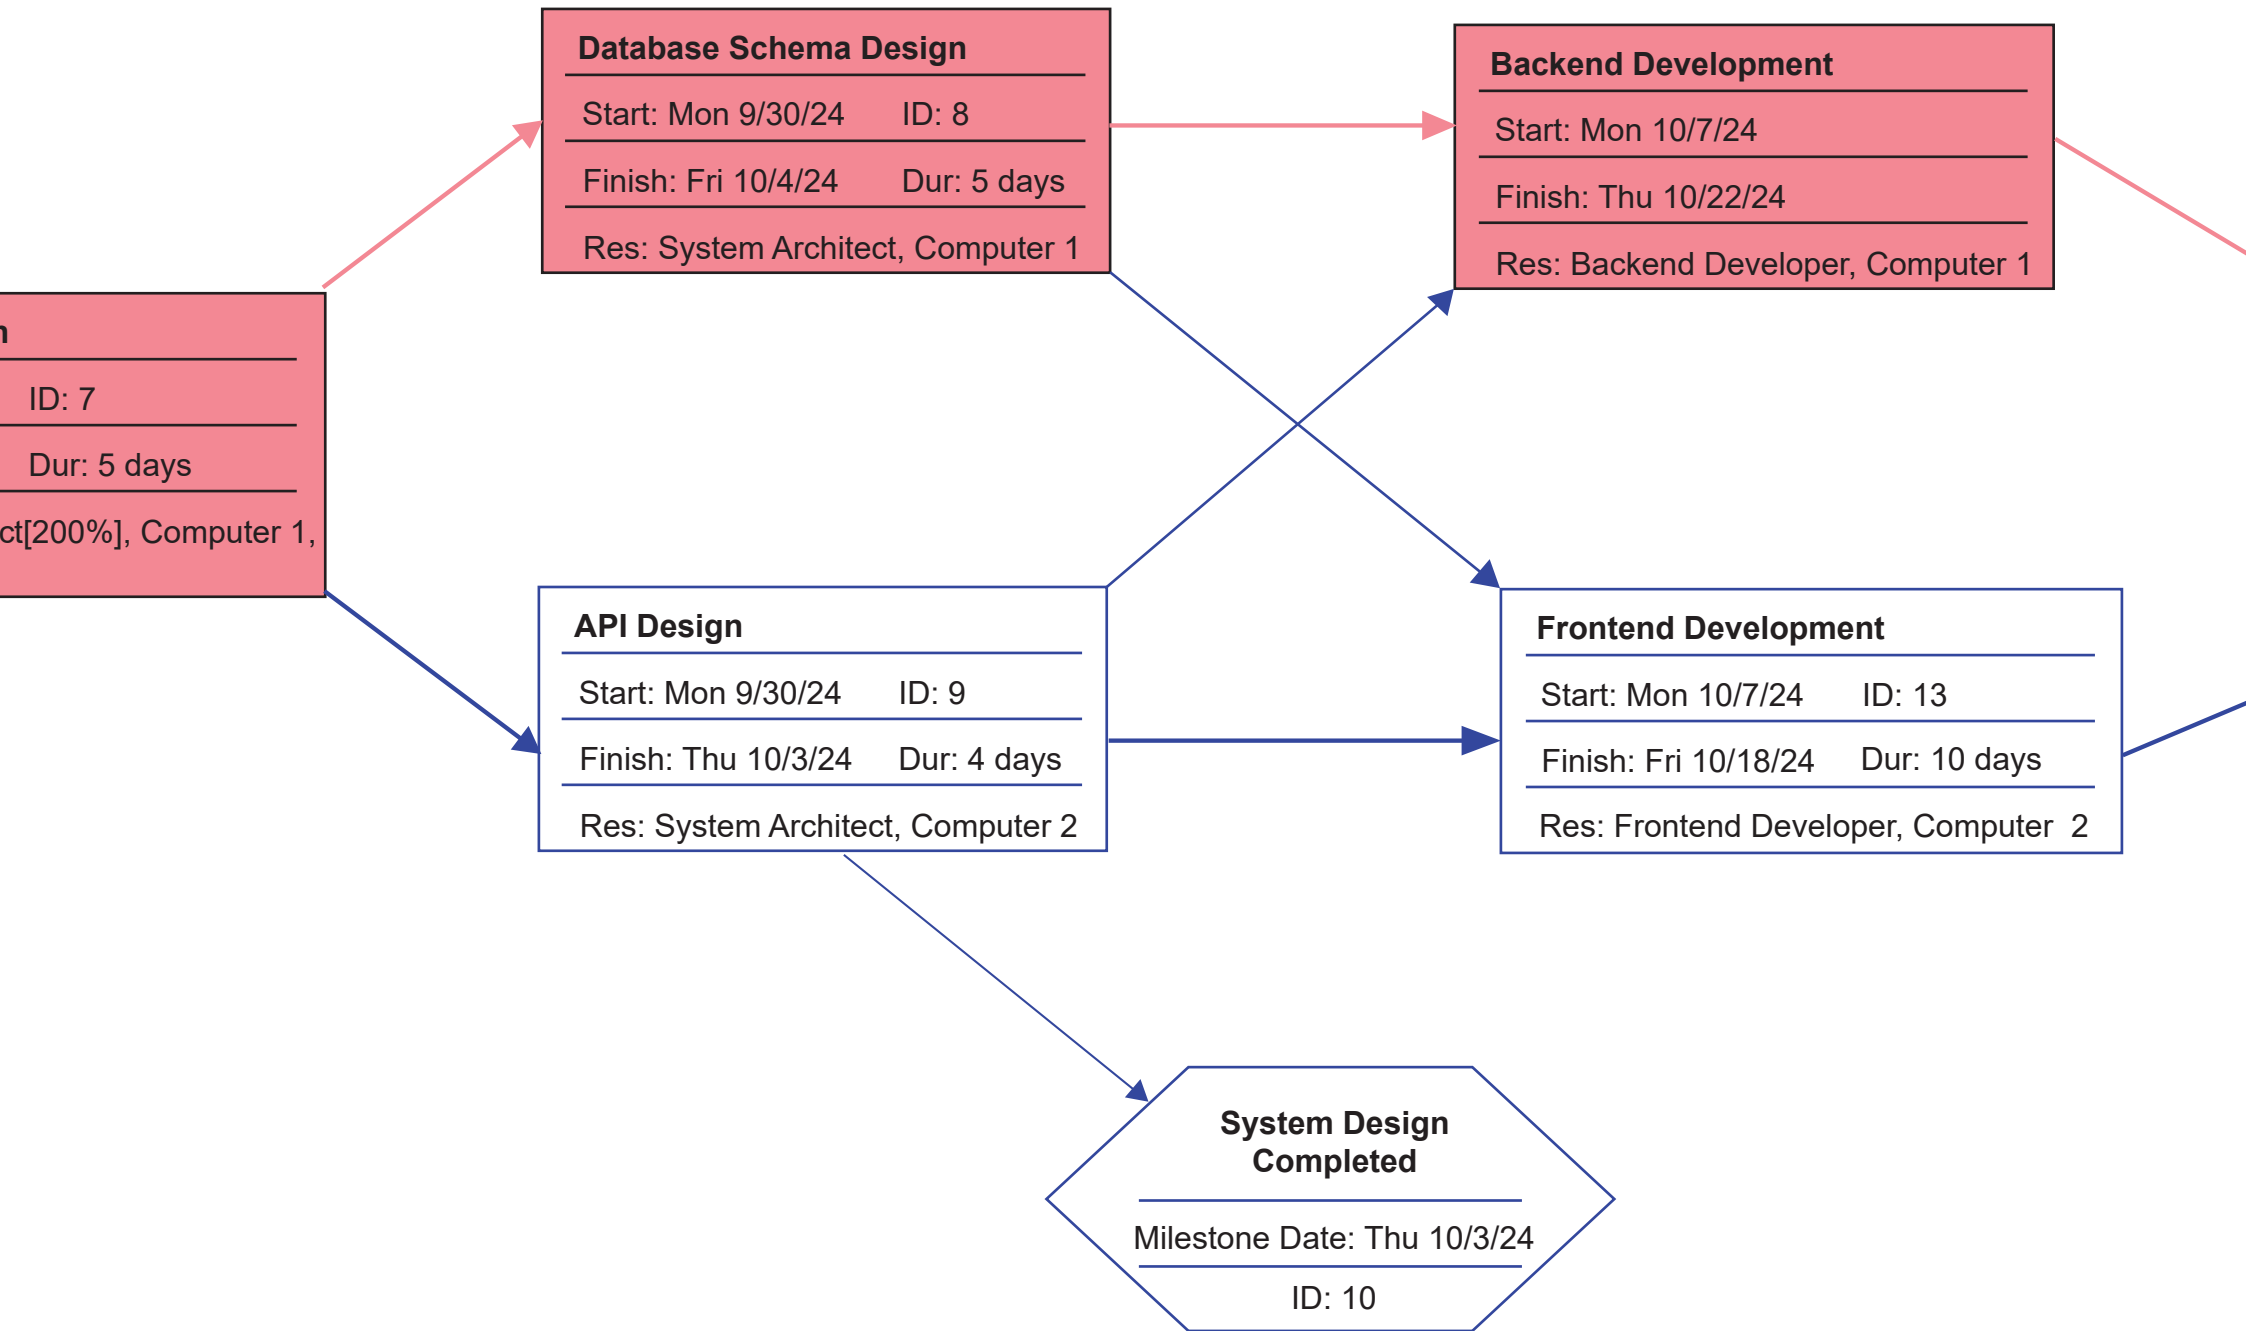 Database Schema Design
Start: Mon 9/30/24 ID: 8
Finish: Fri 10/4/24 Dur: 5 days
Res: System Architect, Computer 1
Backend Development
Start: Mon 10/7/24
Finish: Thu 10/22/24
Res: Backend Developer, Computer 1
ID: 7
Dur: 5 days
ct[200%], Computer 1,
API Design
Start: Mon 9/30/24 ID: 9
Finish: Thu 10/3/24 Dur: 4 days
Res: System Architect, Computer 2
Frontend Development
Start: Mon 10/7/24 ID: 13
Finish: Fri 10/18/24 Dur: 10 days
Res: Frontend Developer, Computer 2
System Design
Completed
Milestone Date: Thu 10/3/24
ID: 10